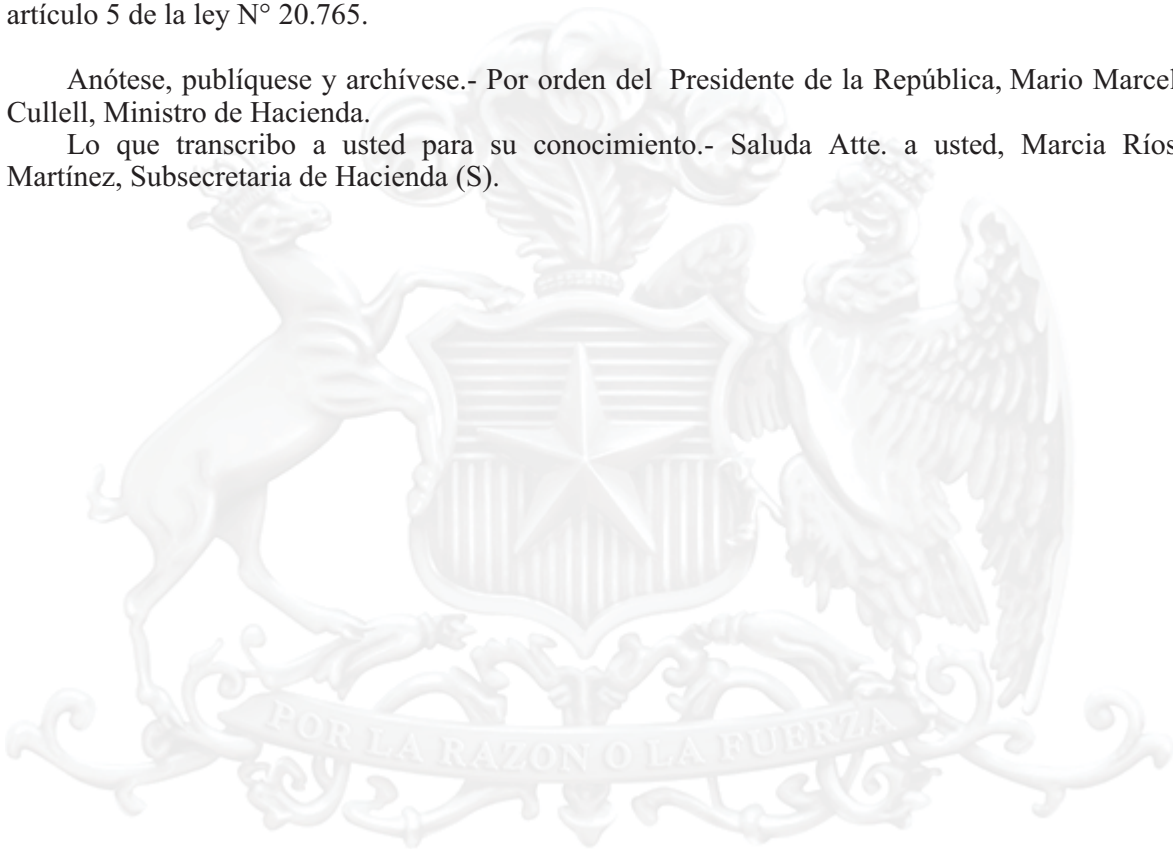 artículo 5 de la ley N° 20.765.
Anótese, publíquese y archívese.- Por orden del Presidente de la República, Mario Marcel
Cullell, Ministro de Hacienda.
Lo que transcribo a usted para su conocimiento.- Saluda Atte. a usted, Marcia Ríos
Martínez, Subsecretaria de Hacienda (S).
POR LA RAZON O LA FUERZA